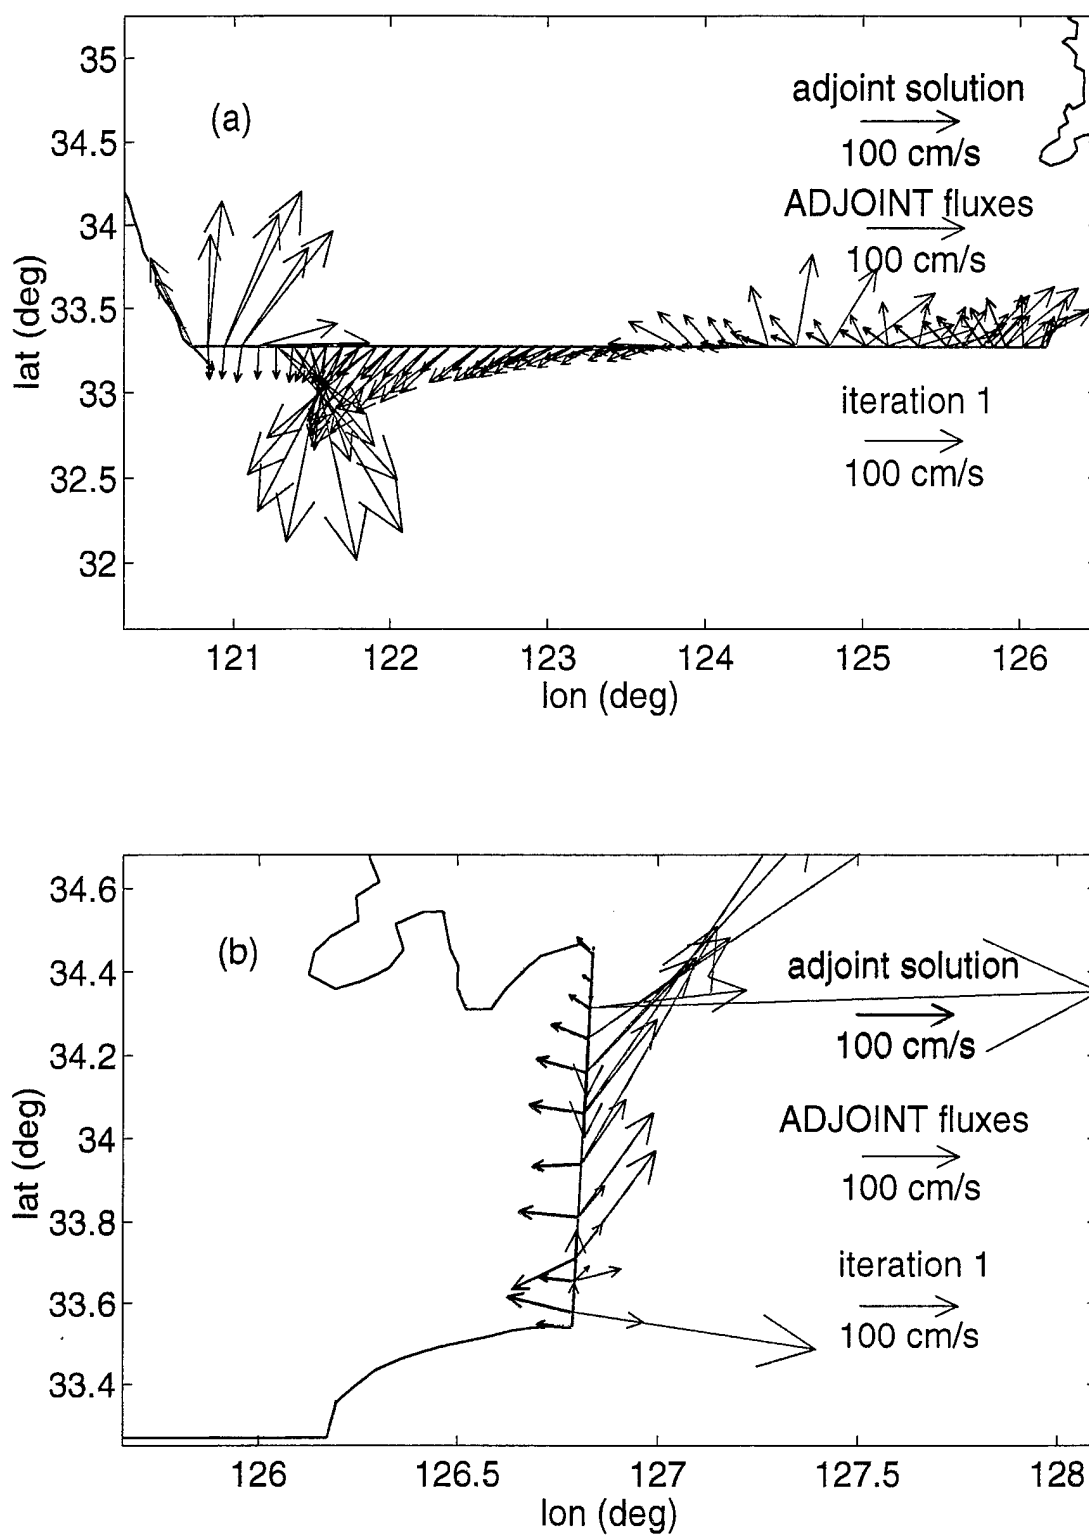 35
(a)
adjoint solution
34.5
100 cm/s
34
ADJOINT fluxes
100 cm/s
33.5
33
iteration 1
32.5
100 cm/s
32
lat (deg)
121 122 123 124 125 126
lon (deg)
34.6
(b)
34.4
adjoint solution
100 cm/s
34.2
ADJOINT fluxes
34
100 cm/s
33.8
iteration 1
33.6
100 cm/s
33.4
lat (deg)
126 126.5 127 127.5 128
lon (deg)